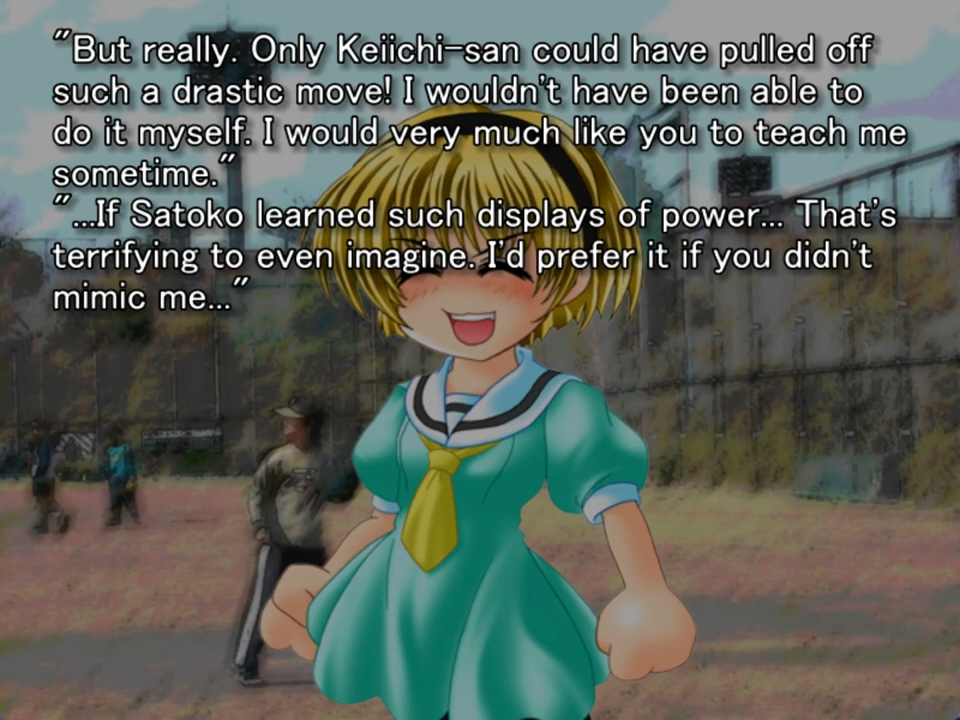 "But really. Only Keiichi-san could have pulled off
such a drastic move! I wouldn't have been able to
do it myself. I would very much like you to teach me
sometime."
"...If Satoko learned such displays of power... That's
terrifying to even imagine. I'd prefer it if you didn't
mimic me..."